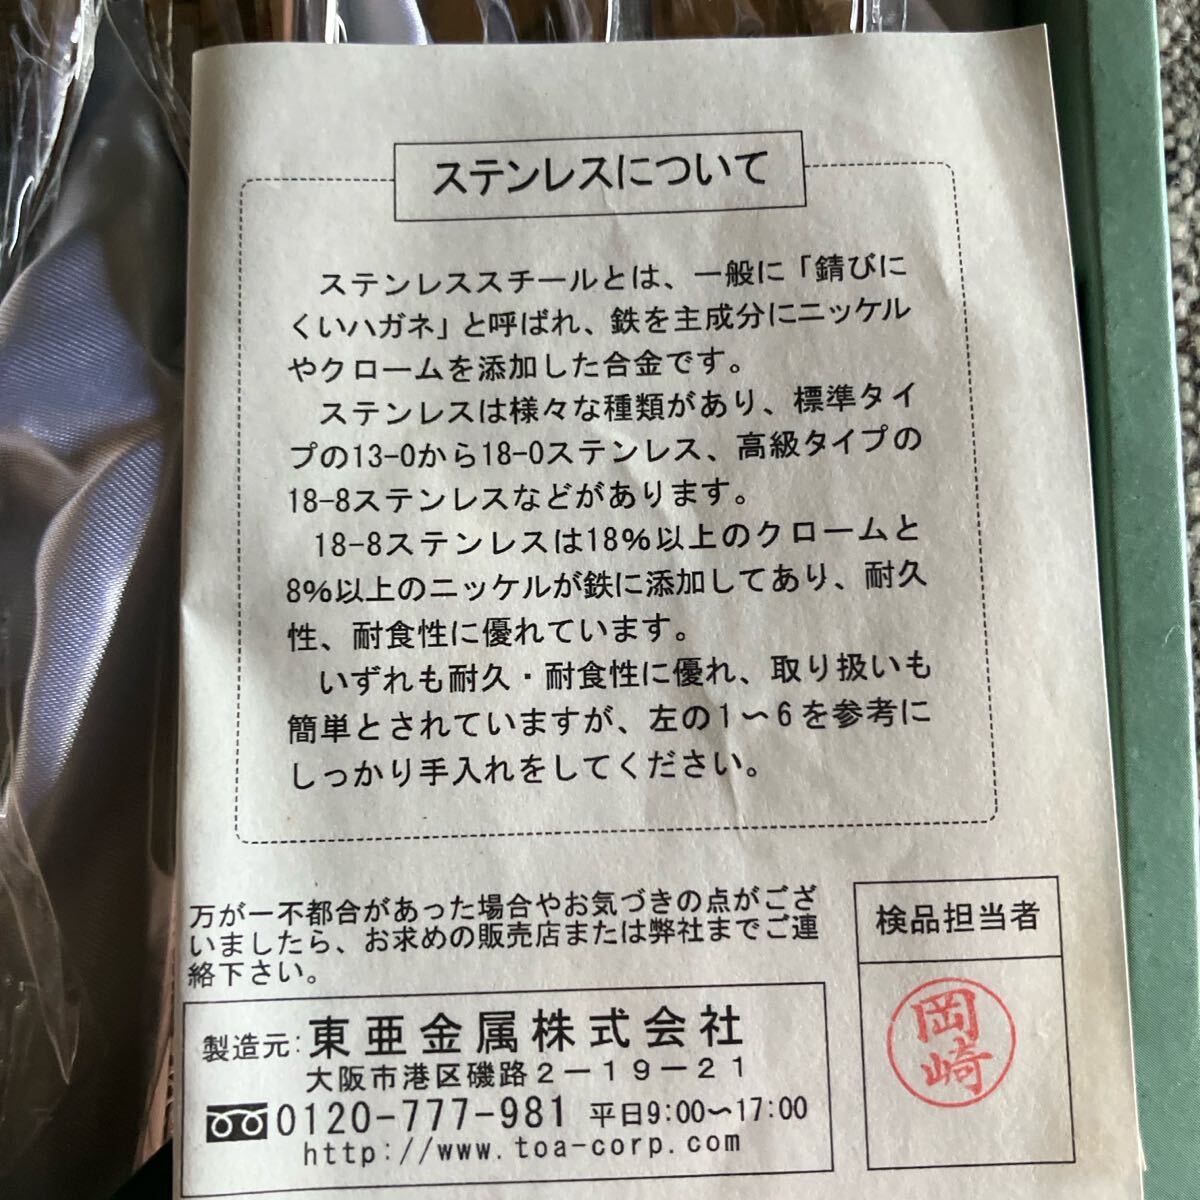 ステンレスについて
ステンレススチールとは、一般に「錆びに
くいハガネ」と呼ばれ、鉄を主成分にニッケル
やクロームを添加した合金です。
ステンレスは様々な種類があり、標準タイ
プの13-0から18-0ステンレス、高級タイプの
18-8ステンレスなどがあります。
18-8ステンレスは18%以上のクロームと
8%以上のニッケルが鉄に添加してあり、耐久
性、耐食性に優れています。
いずれも耐久・耐食性に優れ、取り扱いも
簡単とされていますが、左の1〜6を参考に
しっかり手入れをしてください。
万が一不都合があった場合やお気づきの点がござ
いましたら、お求めの販売店または弊社までご連
絡下さい。
製造元:東亜金属株式会社
大阪市港区磯路2－19－21
0120-777-981 平日9:00〜17:00
http://www.toa-corp.com
検品担当者
岡崎